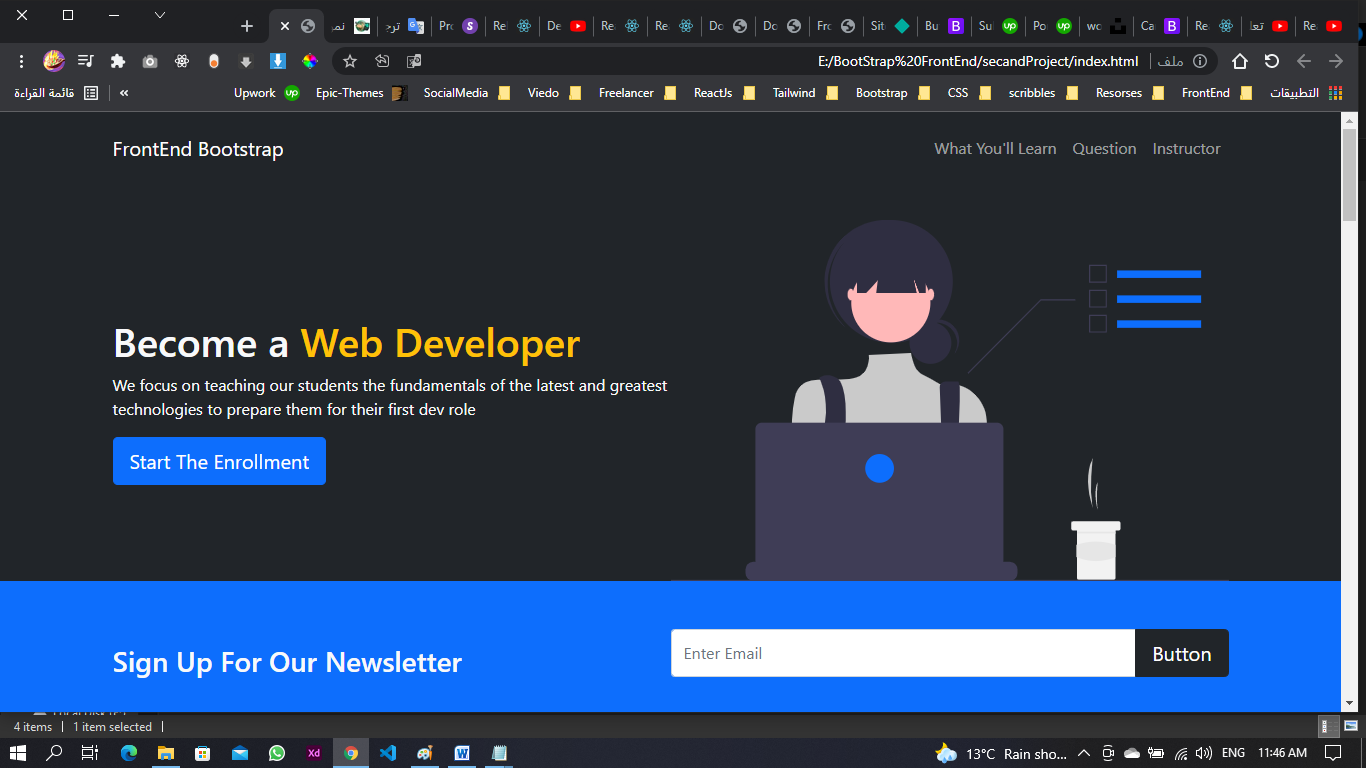 نمـ
ترج
Pro
Rel
De
Re
Re
Do
Do
Fro
Sit
Bu
Su
Po
wo
Ca
Re
تعا
Re
E:/BootStrap%20FrontEnd/secandProject/index.html
ملف
قائمة القراءة
«
Upwork
Epic-Themes
SocialMedia
Viedo
Freelancer
ReactJs
Tailwind
Bootstrap
CSS
scribbles
Resorses
FrontEnd
التطبيقات
FrontEnd Bootstrap
What You'll Learn
Question
Instructor
Become a Web Developer
We focus on teaching our students the fundamentals of the latest and greatest
technologies to prepare them for their first dev role
Start The Enrollment
Sign Up For Our Newsletter
Enter Email
Button
4 items
1 item selected
Xd
13°C Rain sho...
ENG
11:46 AM